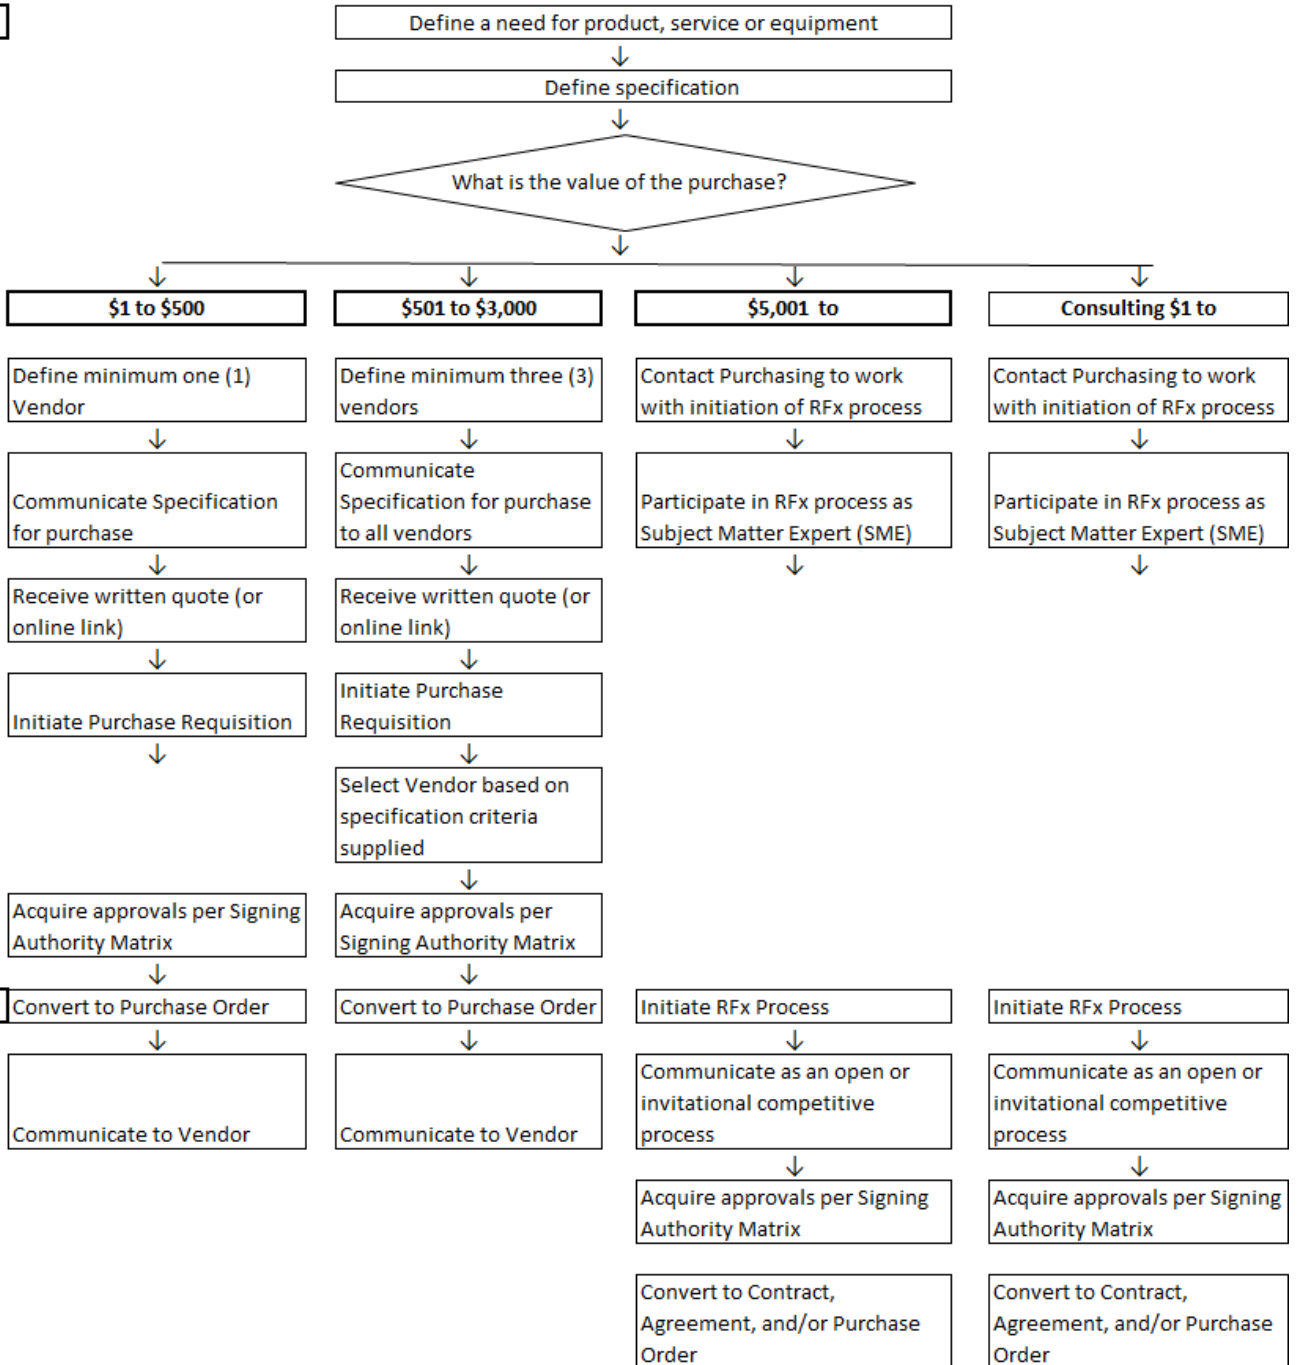 Define a need for product, service or equipment
Define specification
What is the value of the purchase?
$1 to $500
$501 to $3,000
$5,001 to
Consulting $1 to
Define minimum one (1)
Vendor
Define minimum three (3)
vendors
Contact Purchasing to work
with initiation of RFx process
Contact Purchasing to work
with initiation of RFx process
Communicate Specification
for purchase
Communicate
Specification for purchase
to all vendors
Participate in RFx process as
Subject Matter Expert (SME)
Participate in RFx process as
Subject Matter Expert (SME)
Receive written quote (or
online link)
Receive written quote (or
online link)
Initiate Purchase Requisition
Initiate Purchase
Requisition
Select Vendor based on
specification criteria
supplied
Acquire approvals per Signing
Authority Matrix
Acquire approvals per
Signing Authority Matrix
Convert to Purchase Order
Convert to Purchase Order
Initiate RFx Process
Initiate RFx Process
Communicate to Vendor
Communicate to Vendor
Communicate as an open or
invitational competitive
process
Communicate as an open or
invitational competitive
process
Acquire approvals per Signing
Authority Matrix
Acquire approvals per Signing
Authority Matrix
Convert to Contract,
Agreement, and/or Purchase
Order
Convert to Contract,
Agreement, and/or Purchase
Order